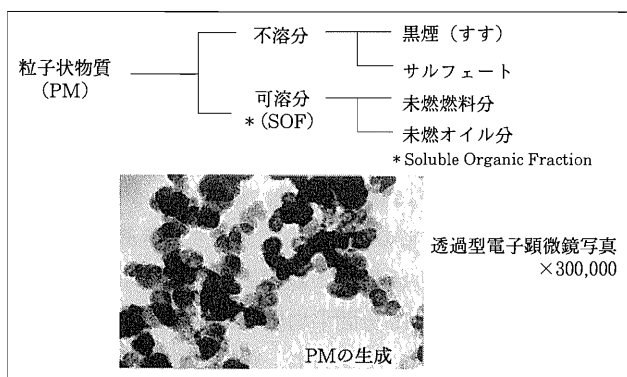 粒子状物質
(PM)
不溶分
黒煙（すす）
サルフェート
可溶分
*(SOF)
未燃燃料分
未燃オイル分
* Soluble Organic Fraction
透過型電子顕微鏡写真
×300,000
PMの生成